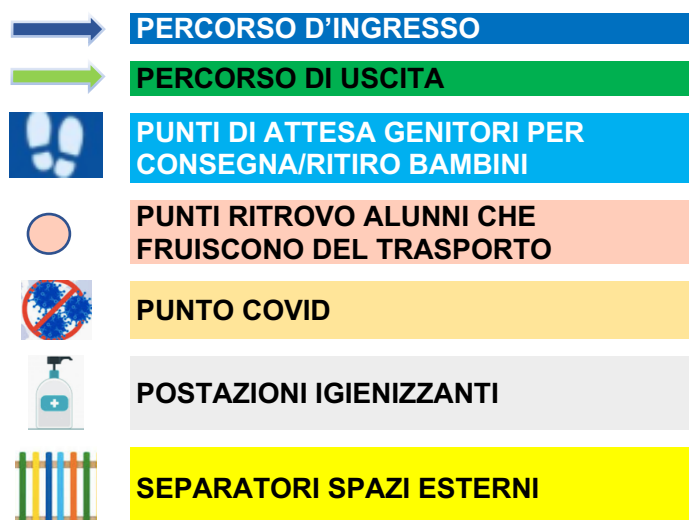 PERCORSO D’INGRESSO
PERCORSO DI USCITA
PUNTI DI ATTESA GENITORI PER
CONSEGNA/RITIRO BAMBINI
PUNTI RITROVO ALUNNI CHE
FRUISCONO DEL TRASPORTO
PUNTO COVID
POSTAZIONI IGIENIZZANTI
SEPARATORI SPAZI ESTERNI